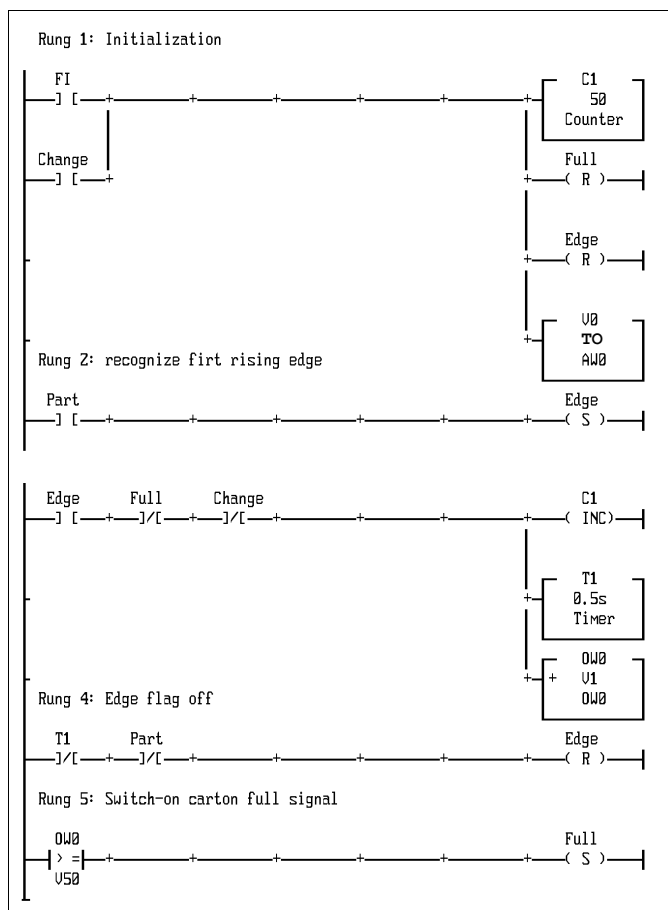 Rung 1: Initialization
FI C1
] [ 50
Counter
Change Full
] [ ( R )
Edge
( R )
V0
TO
Rung 2: recognize firt rising edge AW0
Part Edge
] [ ( S )
Edge Full Change C1
] [ ]/[ ]/[ ( INC)
T1
0.5s
Timer
OW0
+ V1
Rung 4: Edge flag off OW0
T1 Part Edge
]/[ ]/[ ( R )
Rung 5: Switch-on carton full signal
OW0 Full
> = ( S )
V50